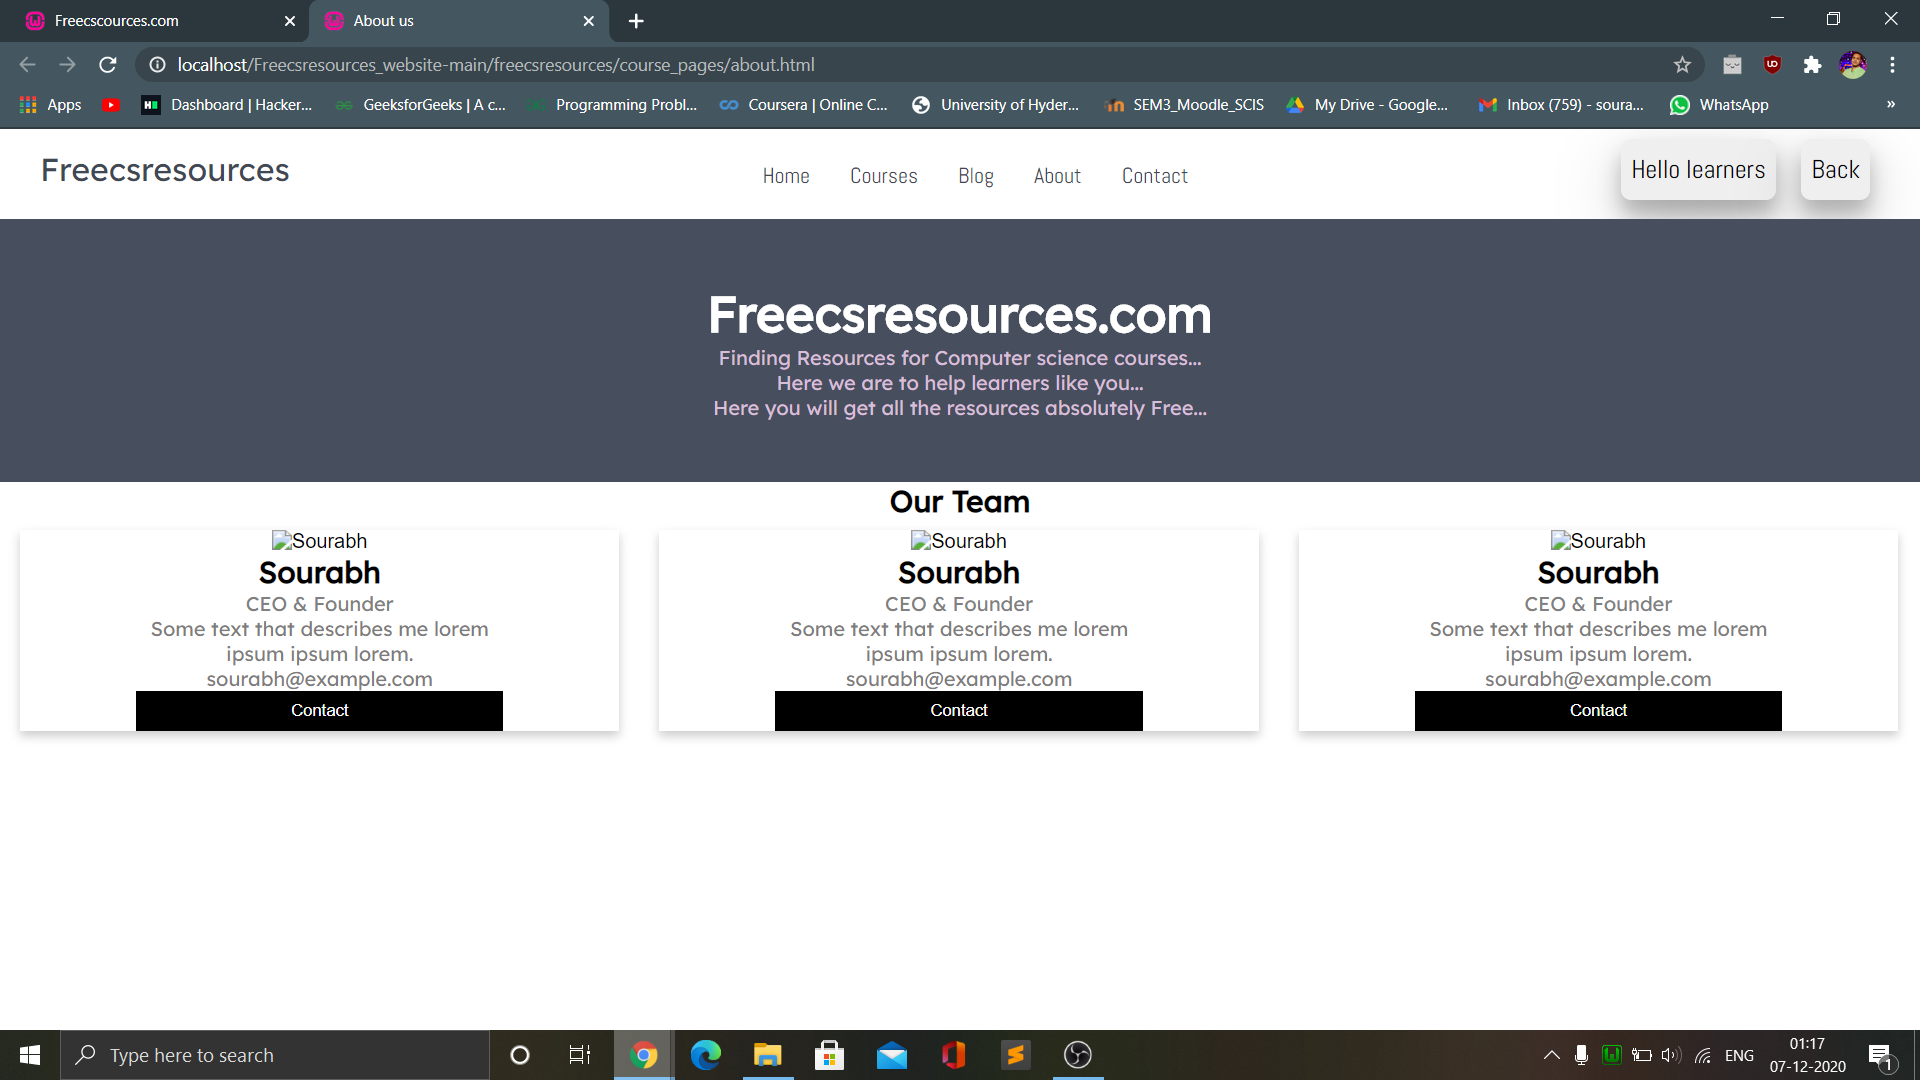 Freecscources.com
About us
localhost/Freecsresources_website-main/freecsresources/course_pages/about.html
Apps
Dashboard | Hacker...
GeeksforGeeks | A c...
Programming Probl...
Coursera | Online C...
University of Hyder...
SEM3_Moodle_SCIS
My Drive - Google...
Inbox (759) - soura...
WhatsApp
»
Freecsresources
Home
Courses
Blog
About
Contact
Hello learners
Back
Freecsresources.com
Finding Resources for Computer science courses...
Here we are to help learners like you...
Here you will get all the resources absolutely Free...
Our Team
Sourabh
Sourabh
CEO & Founder
Some text that describes me lorem
ipsum ipsum lorem.
sourabh@example.com
Contact
Sourabh
Sourabh
CEO & Founder
Some text that describes me lorem
ipsum ipsum lorem.
sourabh@example.com
Contact
Sourabh
Sourabh
CEO & Founder
Some text that describes me lorem
ipsum ipsum lorem.
sourabh@example.com
Contact
Type here to search
ENG
01:17
07-12-2020
1